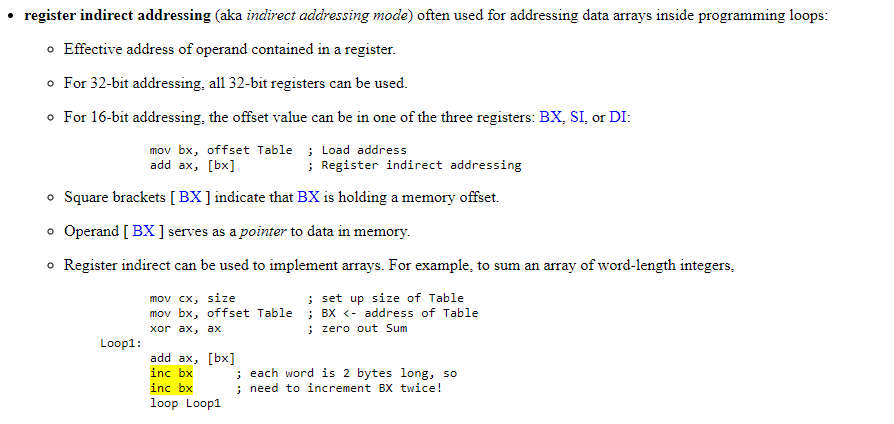 • register indirect addressing (aka indirect addressing mode) often used for addressing data arrays inside programming loops:
○ Effective address of operand contained in a register.
○ For 32-bit addressing, all 32-bit registers can be used.
○ For 16-bit addressing, the offset value can be in one of the three registers: BX, SI, or DI:
mov bx, offset Table  ; Load address
add ax, [bx]          ; Register indirect addressing
○ Square brackets [ BX ] indicate that BX is holding a memory offset.
○ Operand [ BX ] serves as a pointer to data in memory.
○ Register indirect can be used to implement arrays. For example, to sum an array of word-length integers,
mov cx, size          ; set up size of Table
mov bx, offset Table  ; BX <- address of Table
xor ax, ax            ; zero out Sum
Loop1:
add ax, [bx]
inc bx      ; each word is 2 bytes long, so
inc bx      ; need to increment BX twice!
loop Loop1